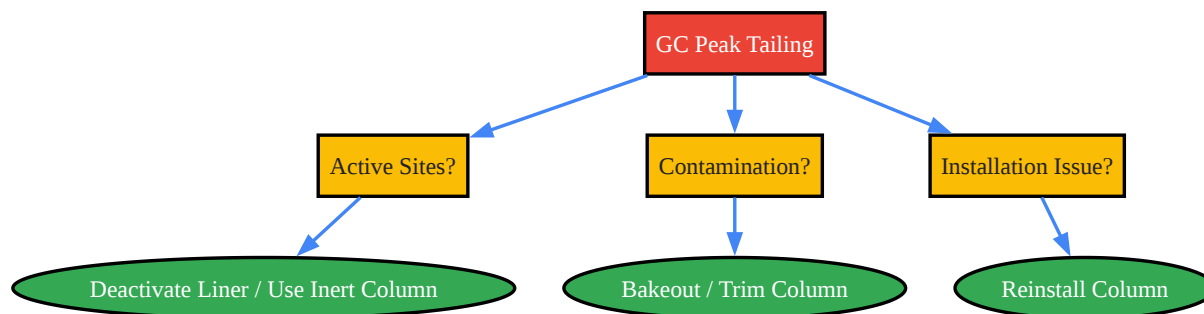 GC Peak Tailing
Active Sites?
Contamination?
Installation Issue?
Deactivate Liner / Use Inert Column
Bakeout / Trim Column
Reinstall Column